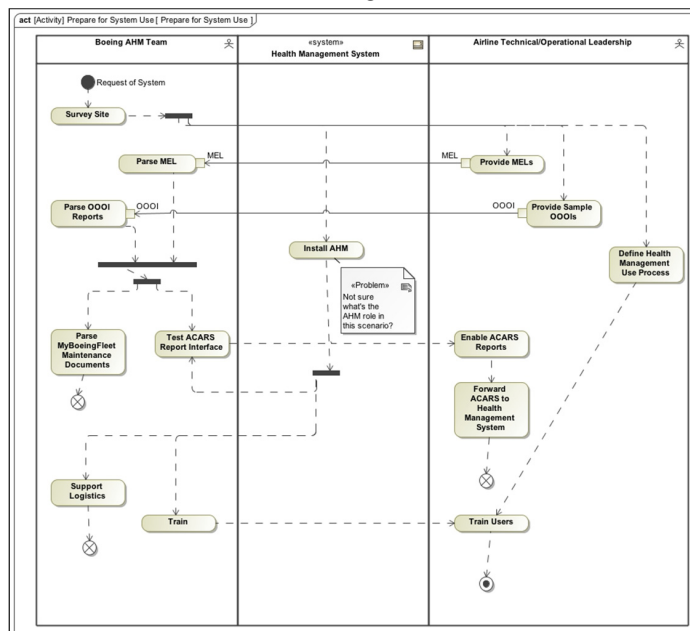 act [Activity] Prepare for System Use [ Prepare for System Use ]
Boeing AHM Team
«system»
Health Management System
Airline Technical/Operational Leadership
Request of System
Survey Site
Parse MEL
MEL
MEL
Provide MELs
Parse OOOI
Reports
OOOI
OOOI
Provide Sample
OOOIs
Install AHM
Define Health
Management
Use Process
«Problem»
Not sure
what's the
AHM role in
this scenario?
Parse
MyBoeingFleet
Maintenance
Documents
Test ACARS
Report Interface
Enable ACARS
Reports
Forward
ACARS to
Health
Management
System
Support
Logistics
Train
Train Users